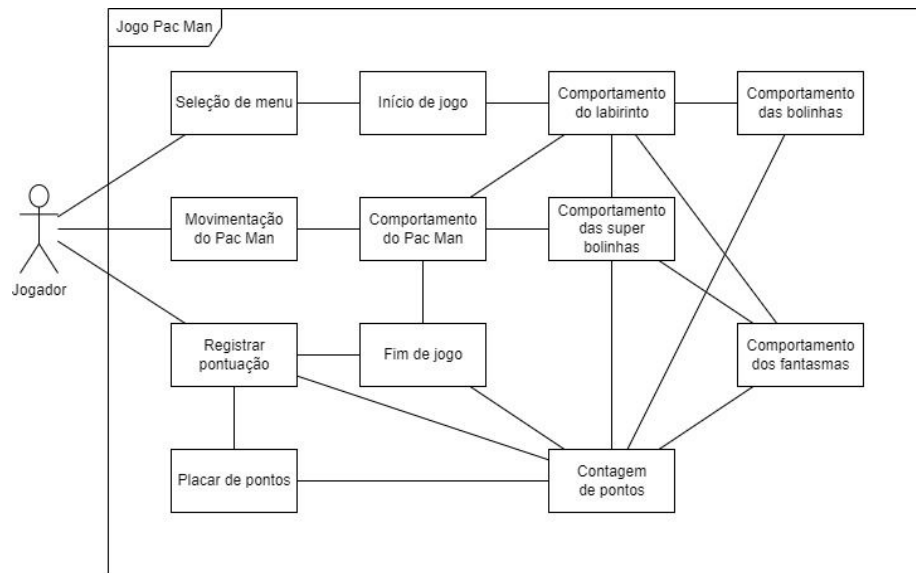 Jogo Pac Man
Seleção de menu
Início de jogo
Comportamento
do labirinto
Comportamento
das bolinhas
Movimentação
do Pac Man
Comportamento
do Pac Man
Comportamento
das super
bolinhas
Jogador
Registrar
pontuação
Fim de jogo
Comportamento
dos fantasmas
Placar de pontos
Contagem
de pontos